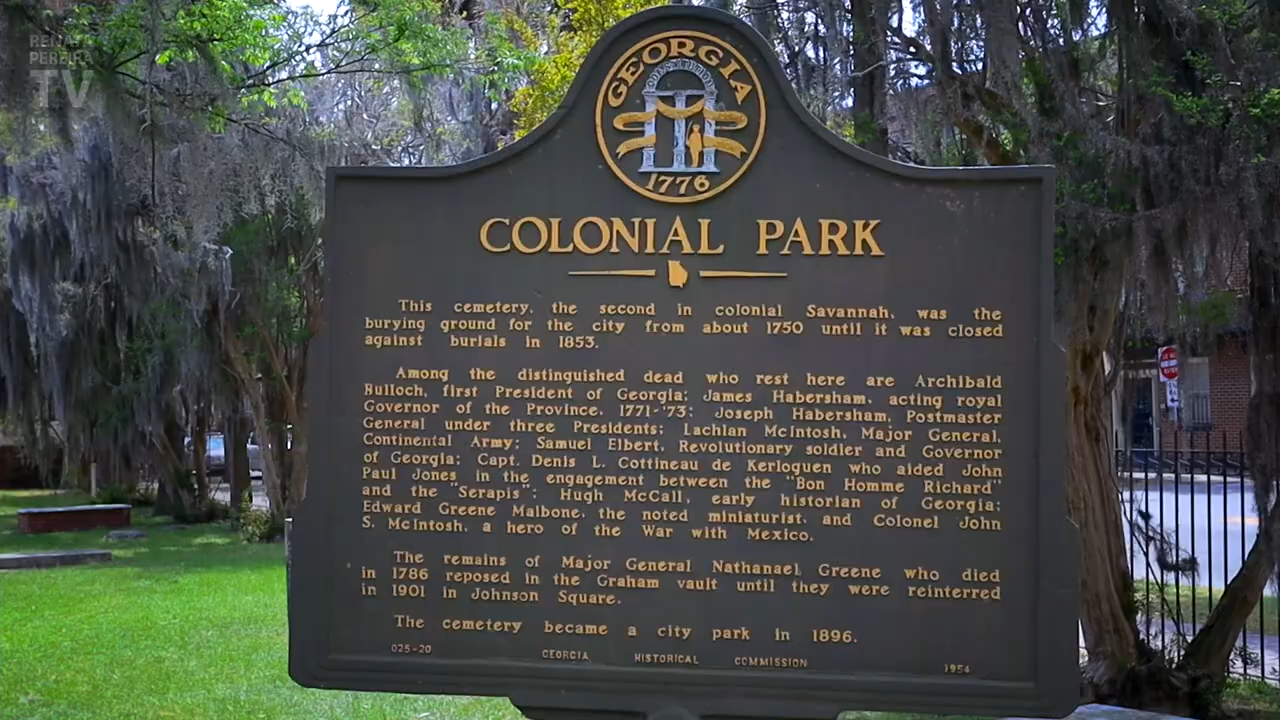 RENATO
PEREIRA
TV
GEORGIA
CONSTITUTION
1776
COLONIAL PARK
This cemetery, the second in colonial Savannah, was the
burying ground for the city from about 1750 until it was closed
against burials in 1853.
Among the distinguished dead who rest here are Archibald
Bulloch, first President of Georgia; James Habersham, acting royal
Governor of the Province, 1771-'73; Joseph Habersham, Postmaster
General under three Presidents; Lachlan McIntosh, Major General,
Continental Army; Samuel Elbert, Revolutionary soldier and Governor
of Georgia; Capt. Denis L. Cottineau de Kerloguen who aided John
Paul Jones in the engagement between the "Bon Homme Richard"
and the "Serapis"; Hugh McCall, early historian of Georgia;
Edward Greene Malbone, the noted miniaturist, and Colonel John
S. McIntosh, a hero of the War with Mexico.
The remains of Major General Nathanael Greene who died
in 1786 reposed in the Graham vault until they were reinterred
in 1901 in Johnson Square.
The cemetery became a city park in 1896.
025-20 GEORGIA HISTORICAL COMMISSION 1954